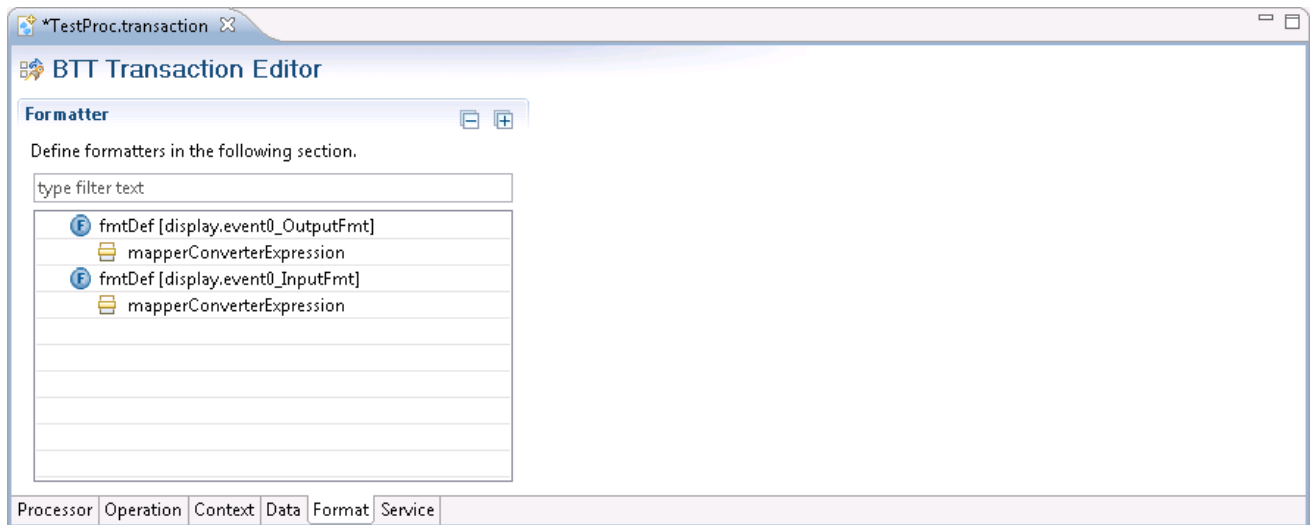 *TestProc.transaction
BTT Transaction Editor
Formatter
Define formatters in the following section.
type filter text
F fmtDef [display.event0_OutputFmt]
mapperConverterExpression
F fmtDef [display.event0_InputFmt]
mapperConverterExpression
Processor Operation Context Data Format Service